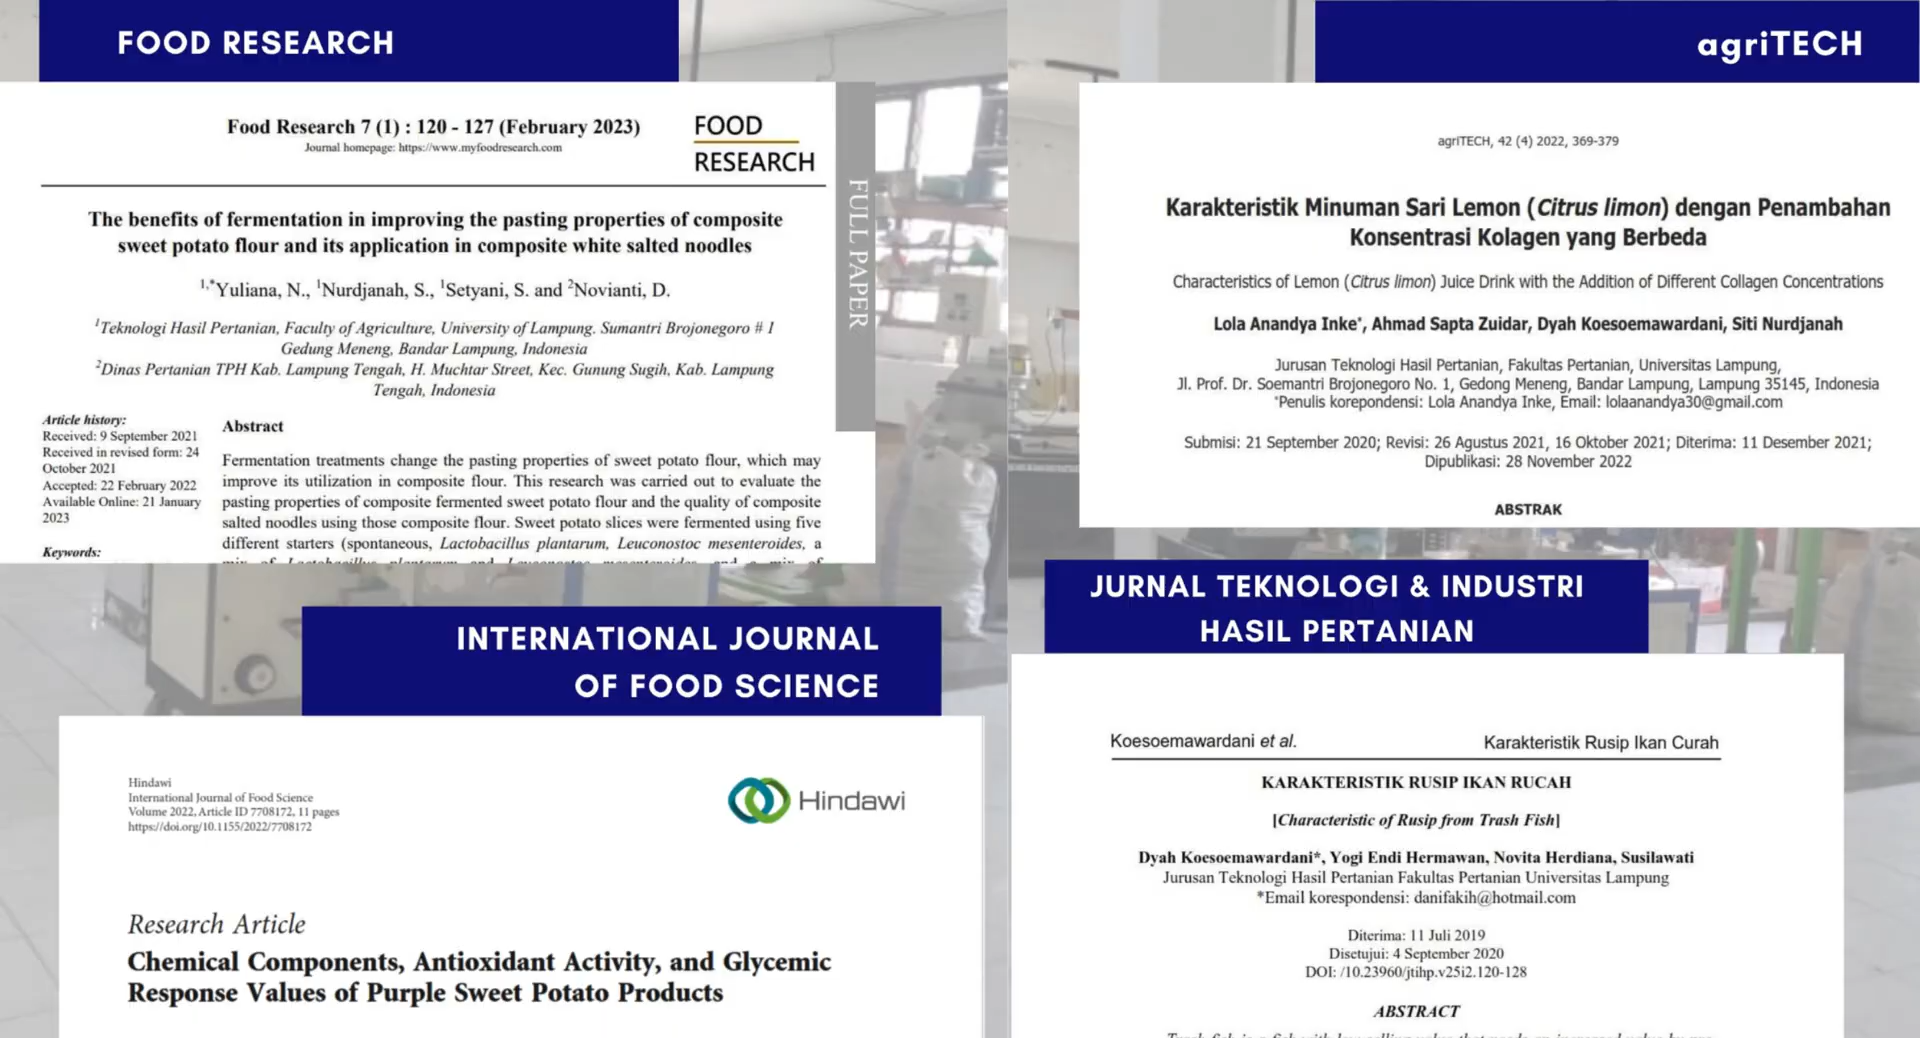 FOOD RESEARCH
Food Research 7 (1) : 120 - 127 (February 2023)
Journal homepage: https://www.myfoodresearch.com
FOOD
RESEARCH
FULL PAPER
The benefits of fermentation in improving the pasting properties of composite
sweet potato flour and its application in composite white salted noodles
1,*Yuliana, N., 1Nurdjanah, S., 1Setyani, S. and 2Novianti, D.
1Teknologi Hasil Pertanian, Faculty of Agriculture, University of Lampung. Sumantri Brojonegoro # 1
Gedung Meneng, Bandar Lampung, Indonesia
2Dinas Pertanian TPH Kab. Lampung Tengah, H. Muchtar Street, Kec. Gunung Sugih, Kab. Lampung
Tengah, Indonesia
Article history:
Received: 9 September 2021
Received in revised form: 24
October 2021
Accepted: 22 February 2022
Available Online: 21 January
2023
Keywords:
Abstract
Fermentation treatments change the pasting properties of sweet potato flour, which may
improve its utilization in composite flour. This research was carried out to evaluate the
pasting properties of composite fermented sweet potato flour and the quality of composite
salted noodles using those composite flour. Sweet potato slices were fermented using five
different starters (spontaneous, Lactobacillus plantarum, Leuconostoc mesenteroides, a
mix of Lactobacillus plantarum and Leuconostoc mesenteroides, and a mix of
agriTECH
agriTECH, 42 (4) 2022, 369-379
Karakteristik Minuman Sari Lemon (Citrus limon) dengan Penambahan
Konsentrasi Kolagen yang Berbeda
Characteristics of Lemon (Citrus limon) Juice Drink with the Addition of Different Collagen Concentrations
Lola Anandya Inke*, Ahmad Sapta Zuidar, Dyah Koesoemawardani, Siti Nurdjanah
Jurusan Teknologi Hasil Pertanian, Fakultas Pertanian, Universitas Lampung,
Jl. Prof. Dr. Soemantri Brojonegoro No. 1, Gedong Meneng, Bandar Lampung, Lampung 35145, Indonesia
*Penulis korepondensi: Lola Anandya Inke, Email: lolaanandya30@gmail.com
Submisi: 21 September 2020; Revisi: 26 Agustus 2021, 16 Oktober 2021; Diterima: 11 Desember 2021;
Dipublikasi: 28 November 2022
ABSTRAK
INTERNATIONAL JOURNAL
OF FOOD SCIENCE
Hindawi
International Journal of Food Science
Volume 2022, Article ID 7708172, 11 pages
https://doi.org/10.1155/2022/7708172
Hindawi
Research Article
Chemical Components, Antioxidant Activity, and Glycemic
Response Values of Purple Sweet Potato Products
JURNAL TEKNOLOGI & INDUSTRI
HASIL PERTANIAN
Koesoemawardani et al. Karakteristik Rusip Ikan Curah
KARAKTERISTIK RUSIP IKAN RUCAH
[Characteristic of Rusip from Trash Fish]
Dyah Koesoemawardani*, Yogi Endi Hermawan, Novita Herdiana, Susilawati
Jurusan Teknologi Hasil Pertanian Fakultas Pertanian Universitas Lampung
*Email korespondensi: danifakih@hotmail.com
Diterima: 11 Juli 2019
Disetujui: 4 September 2020
DOI: /10.23960/jtihp.v25i2.120-128
ABSTRACT